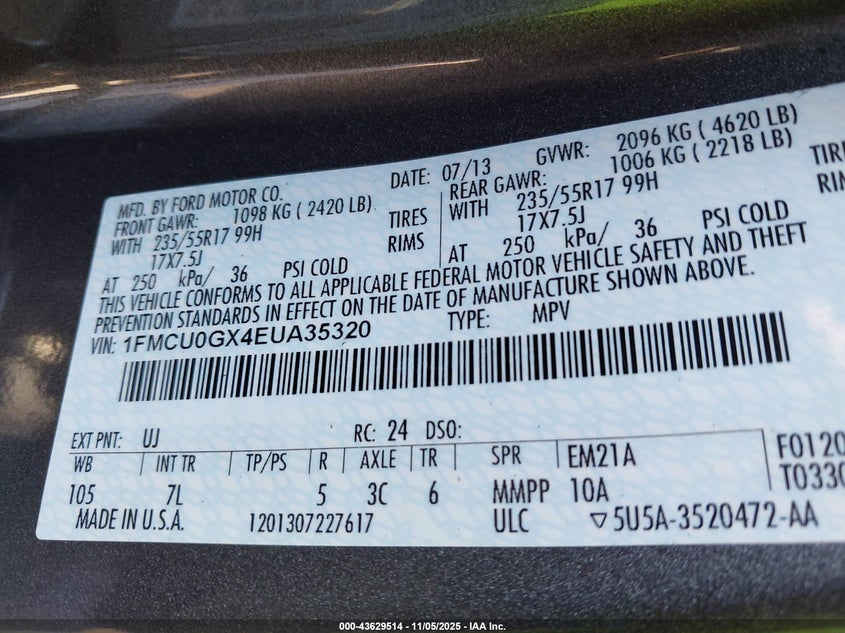 MFD. BY FORD MOTOR CO. DATE: 07/13 GVWR: 2096 KG ( 4620 LB)
FRONT GAWR: 1098 KG ( 2420 LB) REAR GAWR: 1006 KG ( 2218 LB)
WITH 235/55R17 99H TIRES WITH 235/55R17 99H TIRE
17X7.5J RIMS 17X7.5J RIMS
AT 250 kPa/ 36 PSI COLD AT 250 kPa/ 36 PSI COLD
THIS VEHICLE CONFORMS TO ALL APPLICABLE FEDERAL MOTOR VEHICLE SAFETY AND THEFT
PREVENTION STANDARDS IN EFFECT ON THE DATE OF MANUFACTURE SHOWN ABOVE.
VIN: 1FMCU0GX4EUA35320 TYPE: MPV
EXT PNT: UJ RC: 24 DSO:
WB INT TR TP/PS R AXLE TR SPR EM21A F0120
105 7L 5 3C 6 MMPP 10A T0330
MADE IN U.S.A. 1201307227617 ULC ▽5U5A-3520472-AA
000-43629514 - 11/05/2025 - IAA Inc.